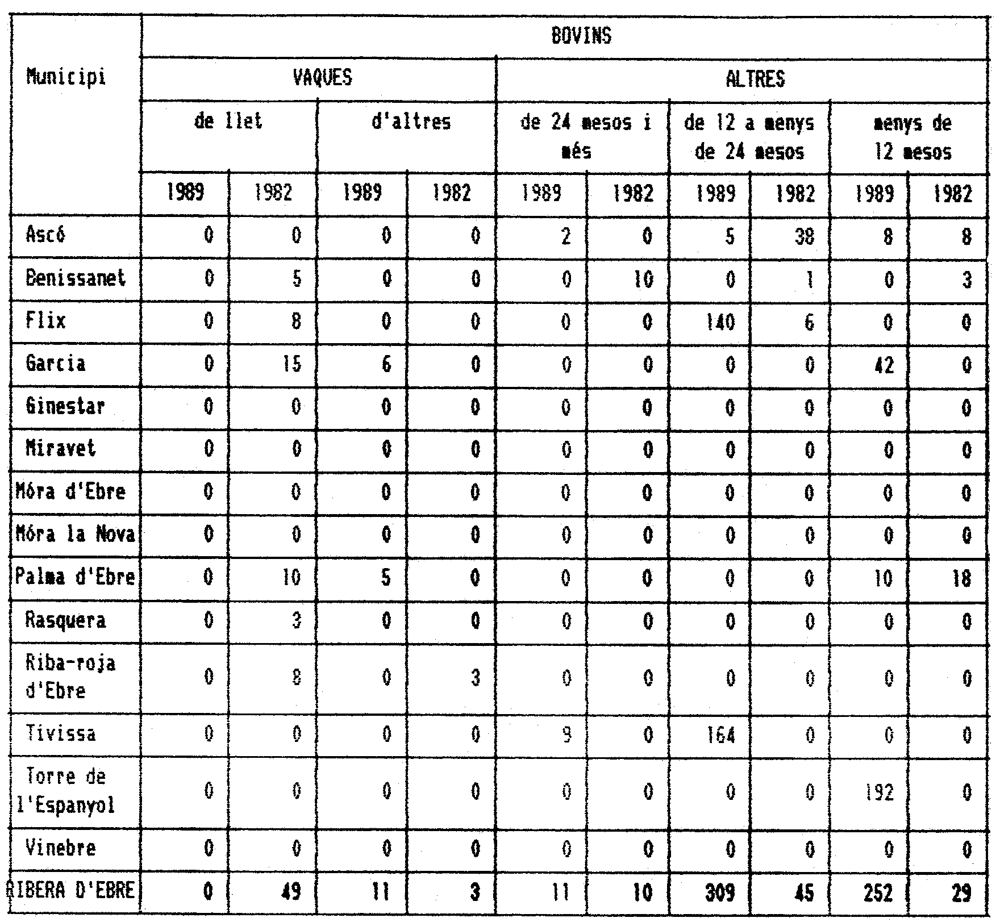 BOVINS
Municipi VAQUES ALTRES
de llet d'altres de 24 mesos i de 12 a menys menys de
més de 24 mesos 12 mesos
1989 1982 1989 1982 1989 1982 1989 1982 1989 1982
Ascó 0 0 0 0 2 0 5 38 8 8
Benissanet 0 5 0 0 0 10 0 1 0 3
Flix 0 8 0 0 0 0 140 6 0 0
Garcia 0 15 6 0 0 0 0 0 42 0
Ginestar 0 0 0 0 0 0 0 0 0 0
Miravet 0 0 0 0 0 0 0 0 0 0
Móra d'Ebre 0 0 0 0 0 0 0 0 0 0
Móra la Nova 0 0 0 0 0 0 0 0 0 0
Palma d'Ebre 0 10 5 0 0 0 0 0 10 18
Rasquera 0 3 0 0 0 0 0 0 0 0
Riba-roja
d'Ebre 0 8 0 3 0 0 0 0 0 0
Tivissa 0 0 0 0 9 0 164 0 0 0
Torre de
l'Espanyol 0 0 0 0 0 0 0 0 192 0
Vinebre 0 0 0 0 0 0 0 0 0 0
RIBERA D'EBRE 0 49 11 3 11 10 309 45 252 29